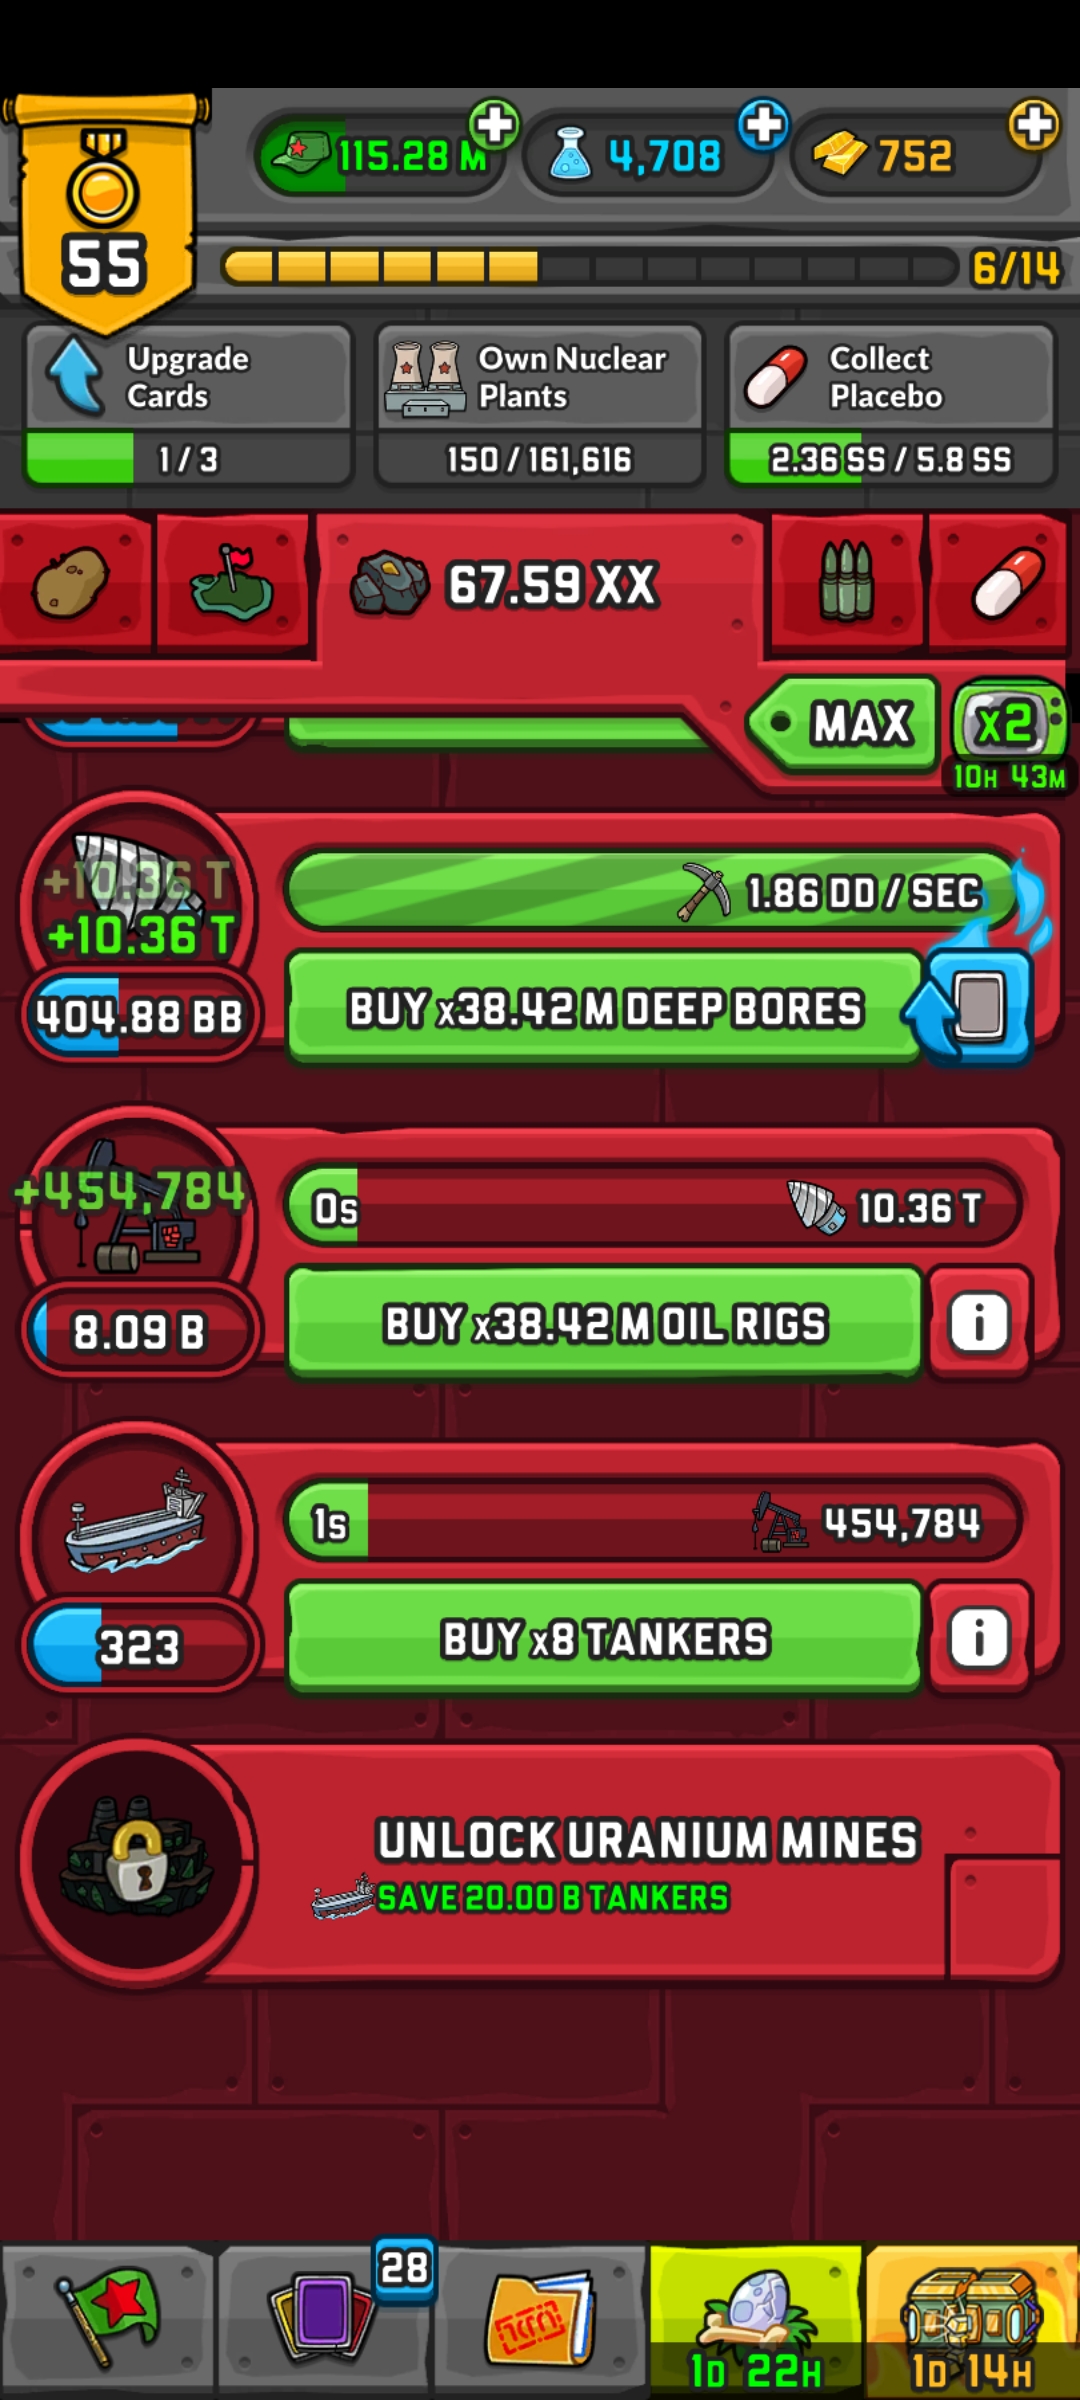 115.28 M
4,708
752
55
6/14
Upgrade
Cards
1 / 3
Own Nuclear
Plants
150 / 161,616
Collect
Placebo
2.36 SS / 5.8 SS
67.59 XX
MAX
x2
10H 43M
+10.36 T
+10.36 T
404.88 BB
1.86 DD / SEC
BUY x38.42 M DEEP BORES
+454,784
8.09 B
0s
10.36 T
BUY x38.42 M OIL RIGS
i
323
1s
454,784
BUY x8 TANKERS
i
UNLOCK URANIUM MINES
SAVE 20.00 B TANKERS
28
1D 22H
1D 14H